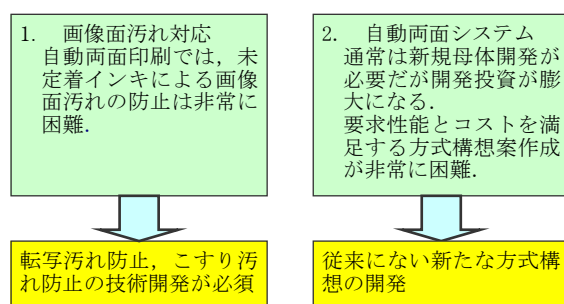 1. 画像面汚れ対応
自動両面印刷では，未
定着インキによる画像
面汚れの防止は非常に
困難.
転写汚れ防止，こすり汚
れ防止の技術開発が必須
2. 自動両面システム
通常は新規母体開発が
必要だが開発投資が膨
大になる.
要求性能とコストを満
足する方式構想案作成
が非常に困難.
従来にない新たな方式構
想の開発